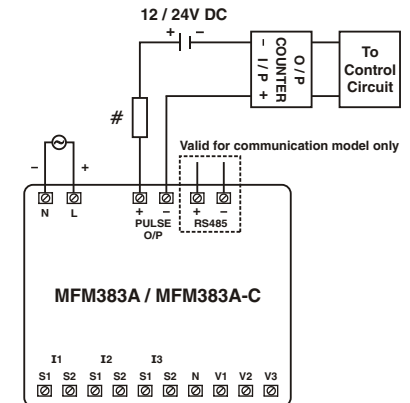 12 / 24V DC
+ −
− I / P +
COUNTER
O / P
To
Control
Circuit
#
Valid for communication model only
− +
N L
+ − + −
PULSE RS485
O/P
MFM383A / MFM383A-C
I1 I2 I3
S1 S2 S1 S2 S1 S2 N V1 V2 V3